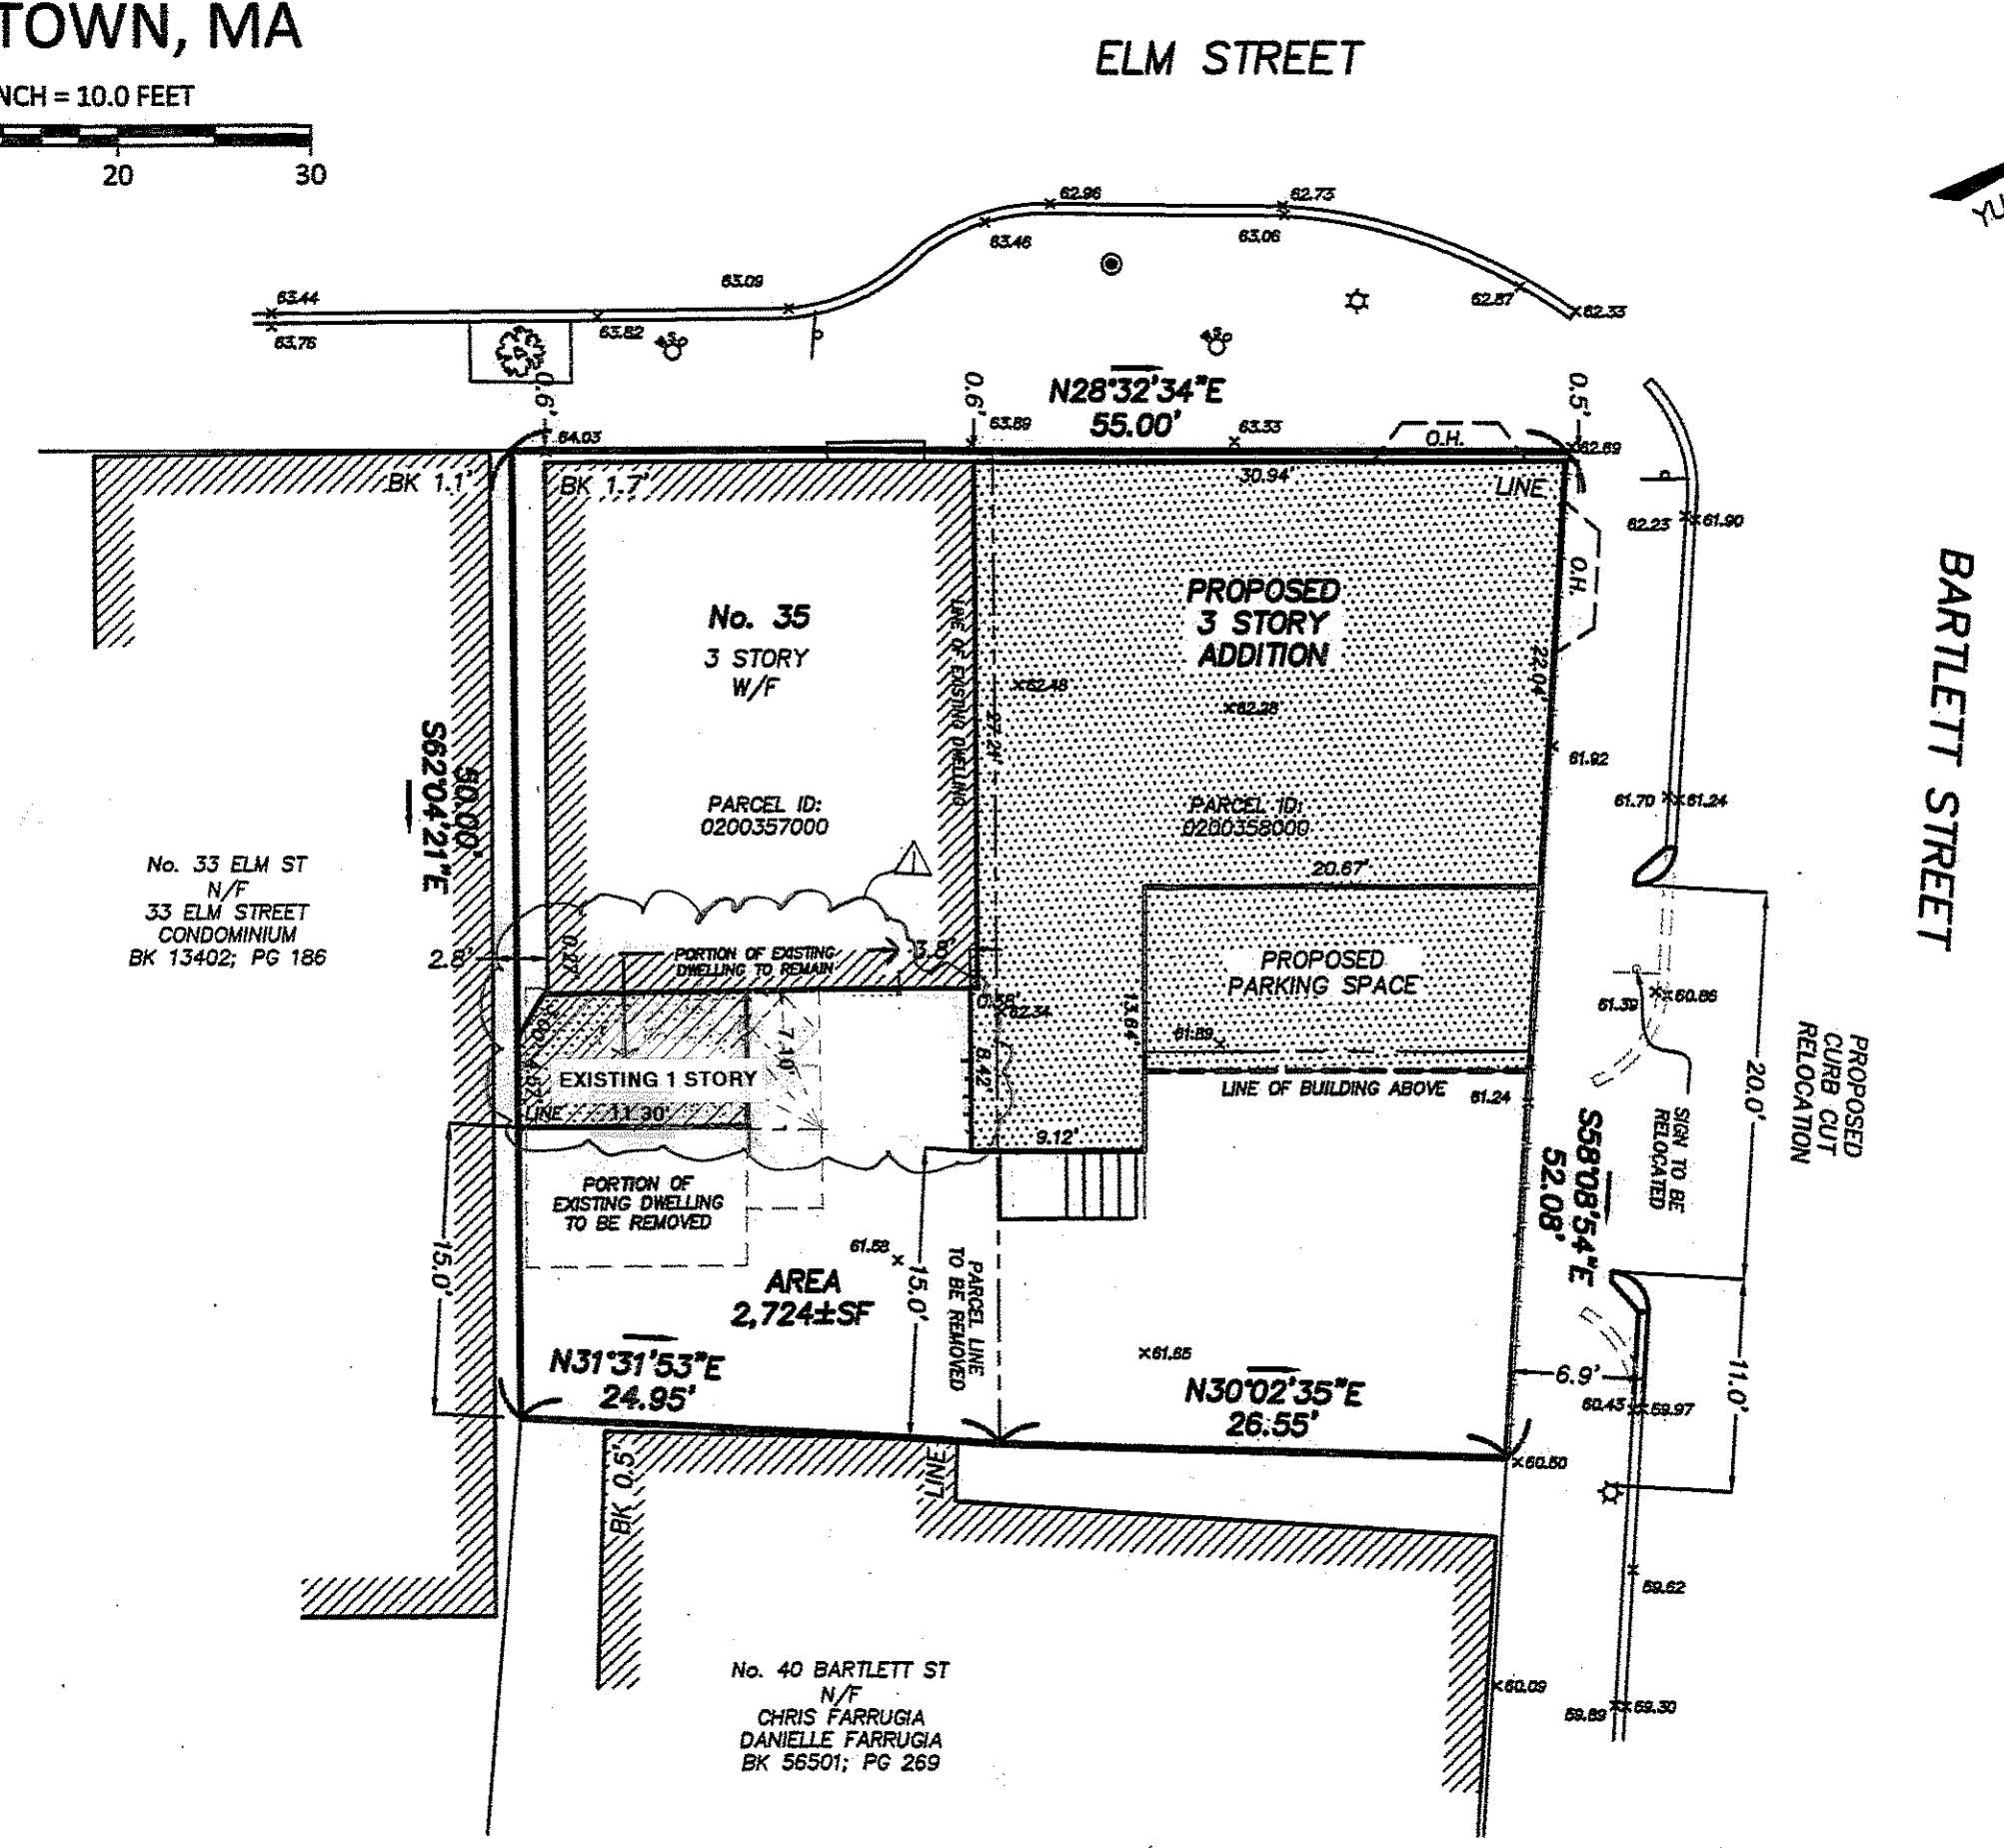 TOWN, MA
NCH = 10.0 FEET
20
30
ELM STREET
62.96
62.73
63.46
63.06
63.09
63.44
63.76
63.82
62.87
62.33
N28°32'34"E
55.00'
0.6'
0.6'
0.5'
64.03
63.89
63.33
O.H.
62.69
30.94'
LINE
BK 1.1'
BK 1.7'
O.H.
62.23
61.90
BARTLETT STREET
No. 35
3 STORY
W/F
PROPOSED
3 STORY
ADDITION
LINE OF EXISTING DWELLING
27.21'
22.04'
62.48
62.28
61.92
61.70
61.24
PARCEL ID:
0200357000
PARCEL ID:
0200358000
S62°04'21"E
50.00'
No. 33 ELM ST
N/F
33 ELM STREET
CONDOMINIUM
BK 13402; PG 186
20.67'
2.8'
0.27'
PORTION OF EXISTING
DWELLING TO REMAIN
3.8'
PROPOSED
PARKING SPACE
61.39
60.86
62.34
13.64'
61.89
7.10'
8.42'
EXISTING 1 STORY
LINE
11.30'
LINE OF BUILDING ABOVE
61.24
9.12'
20.0'
PROPOSED
CURB CUT
RELOCATION
SIGN TO BE
RELOCATED
S58°08'54"E
52.08'
PORTION OF
EXISTING DWELLING
TO BE REMOVED
61.58
15.0'
15.0'
PARCEL LINE
TO BE REMOVED
AREA
2,724±SF
N31°31'53"E
24.95'
61.65
N30°02'35"E
26.55'
6.9'
11.0'
60.43
59.97
60.50
BK 0.5'
LINE
59.62
No. 40 BARTLETT ST
N/F
CHRIS FARRUGIA
DANIELLE FARRUGIA
BK 56501; PG 269
60.09
59.89
59.30